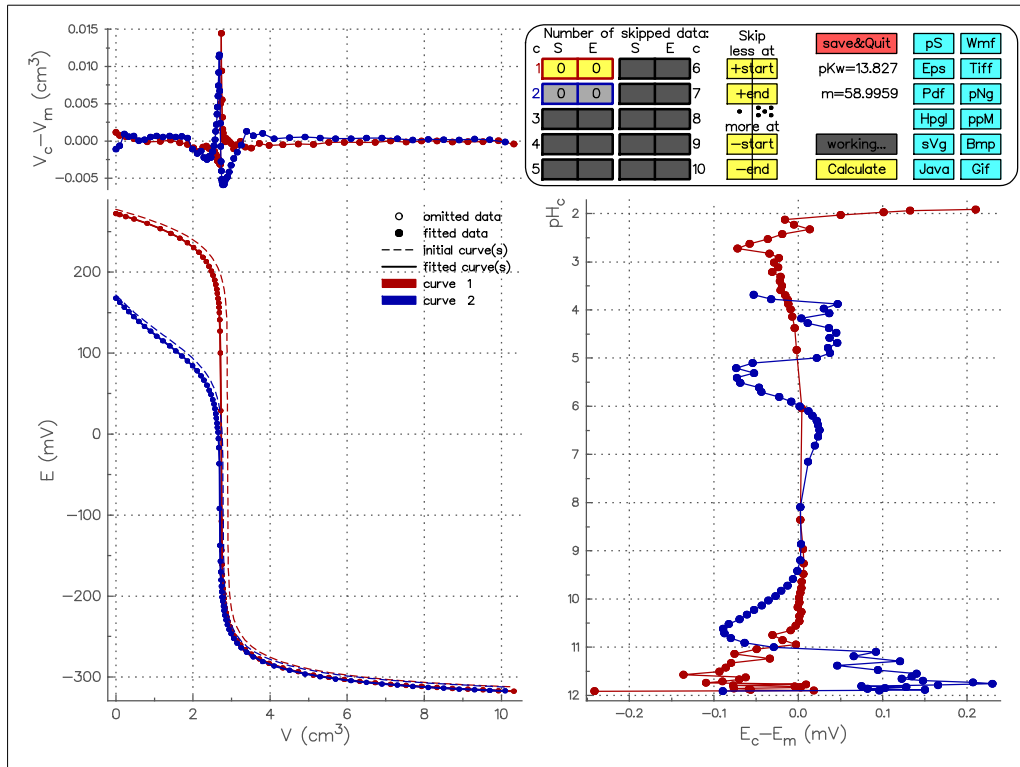 0.015
0.010
0.005
0.000
−0.005
V_c−V_m (cm³)
Number of skipped data:
c S E S E c
1 0 0 6
2 0 0 7
3 8
4 9
5 10
Skip
less at
+start
+end
more at
−start
−end
save&Quit
pKw=13.827
m=58.9959
working...
Calculate
pS Wmf
Eps Tiff
Pdf pNg
Hpgl ppM
sVg Bmp
Java Gif
200
100
0
−100
−200
−300
E (mV)
omitted data
fitted data
initial curve(s)
fitted curve(s)
curve 1
curve 2
0 2 4 6 8 10
V (cm³)
pH_c
2
3
4
5
6
7
8
9
10
11
12
−0.2 −0.1 0.0 0.1 0.2
E_c−E_m (mV)